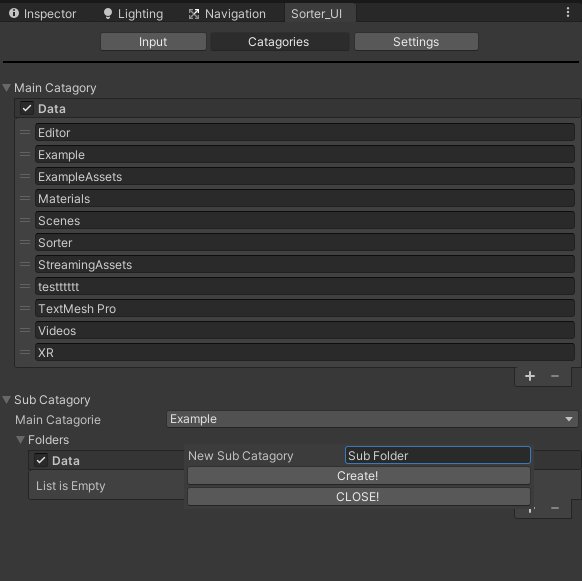 Inspector Lighting Navigation Sorter_UI
Input Catagories Settings
Main Catagory
Data
Editor
Example
ExampleAssets
Materials
Scenes
Sorter
StreamingAssets
testttttt
TextMesh Pro
Videos
XR
Sub Catagory
Main Catagorie Example
Folders
Data
New Sub Catagory Sub Folder
List is Empty
Create!
CLOSE!